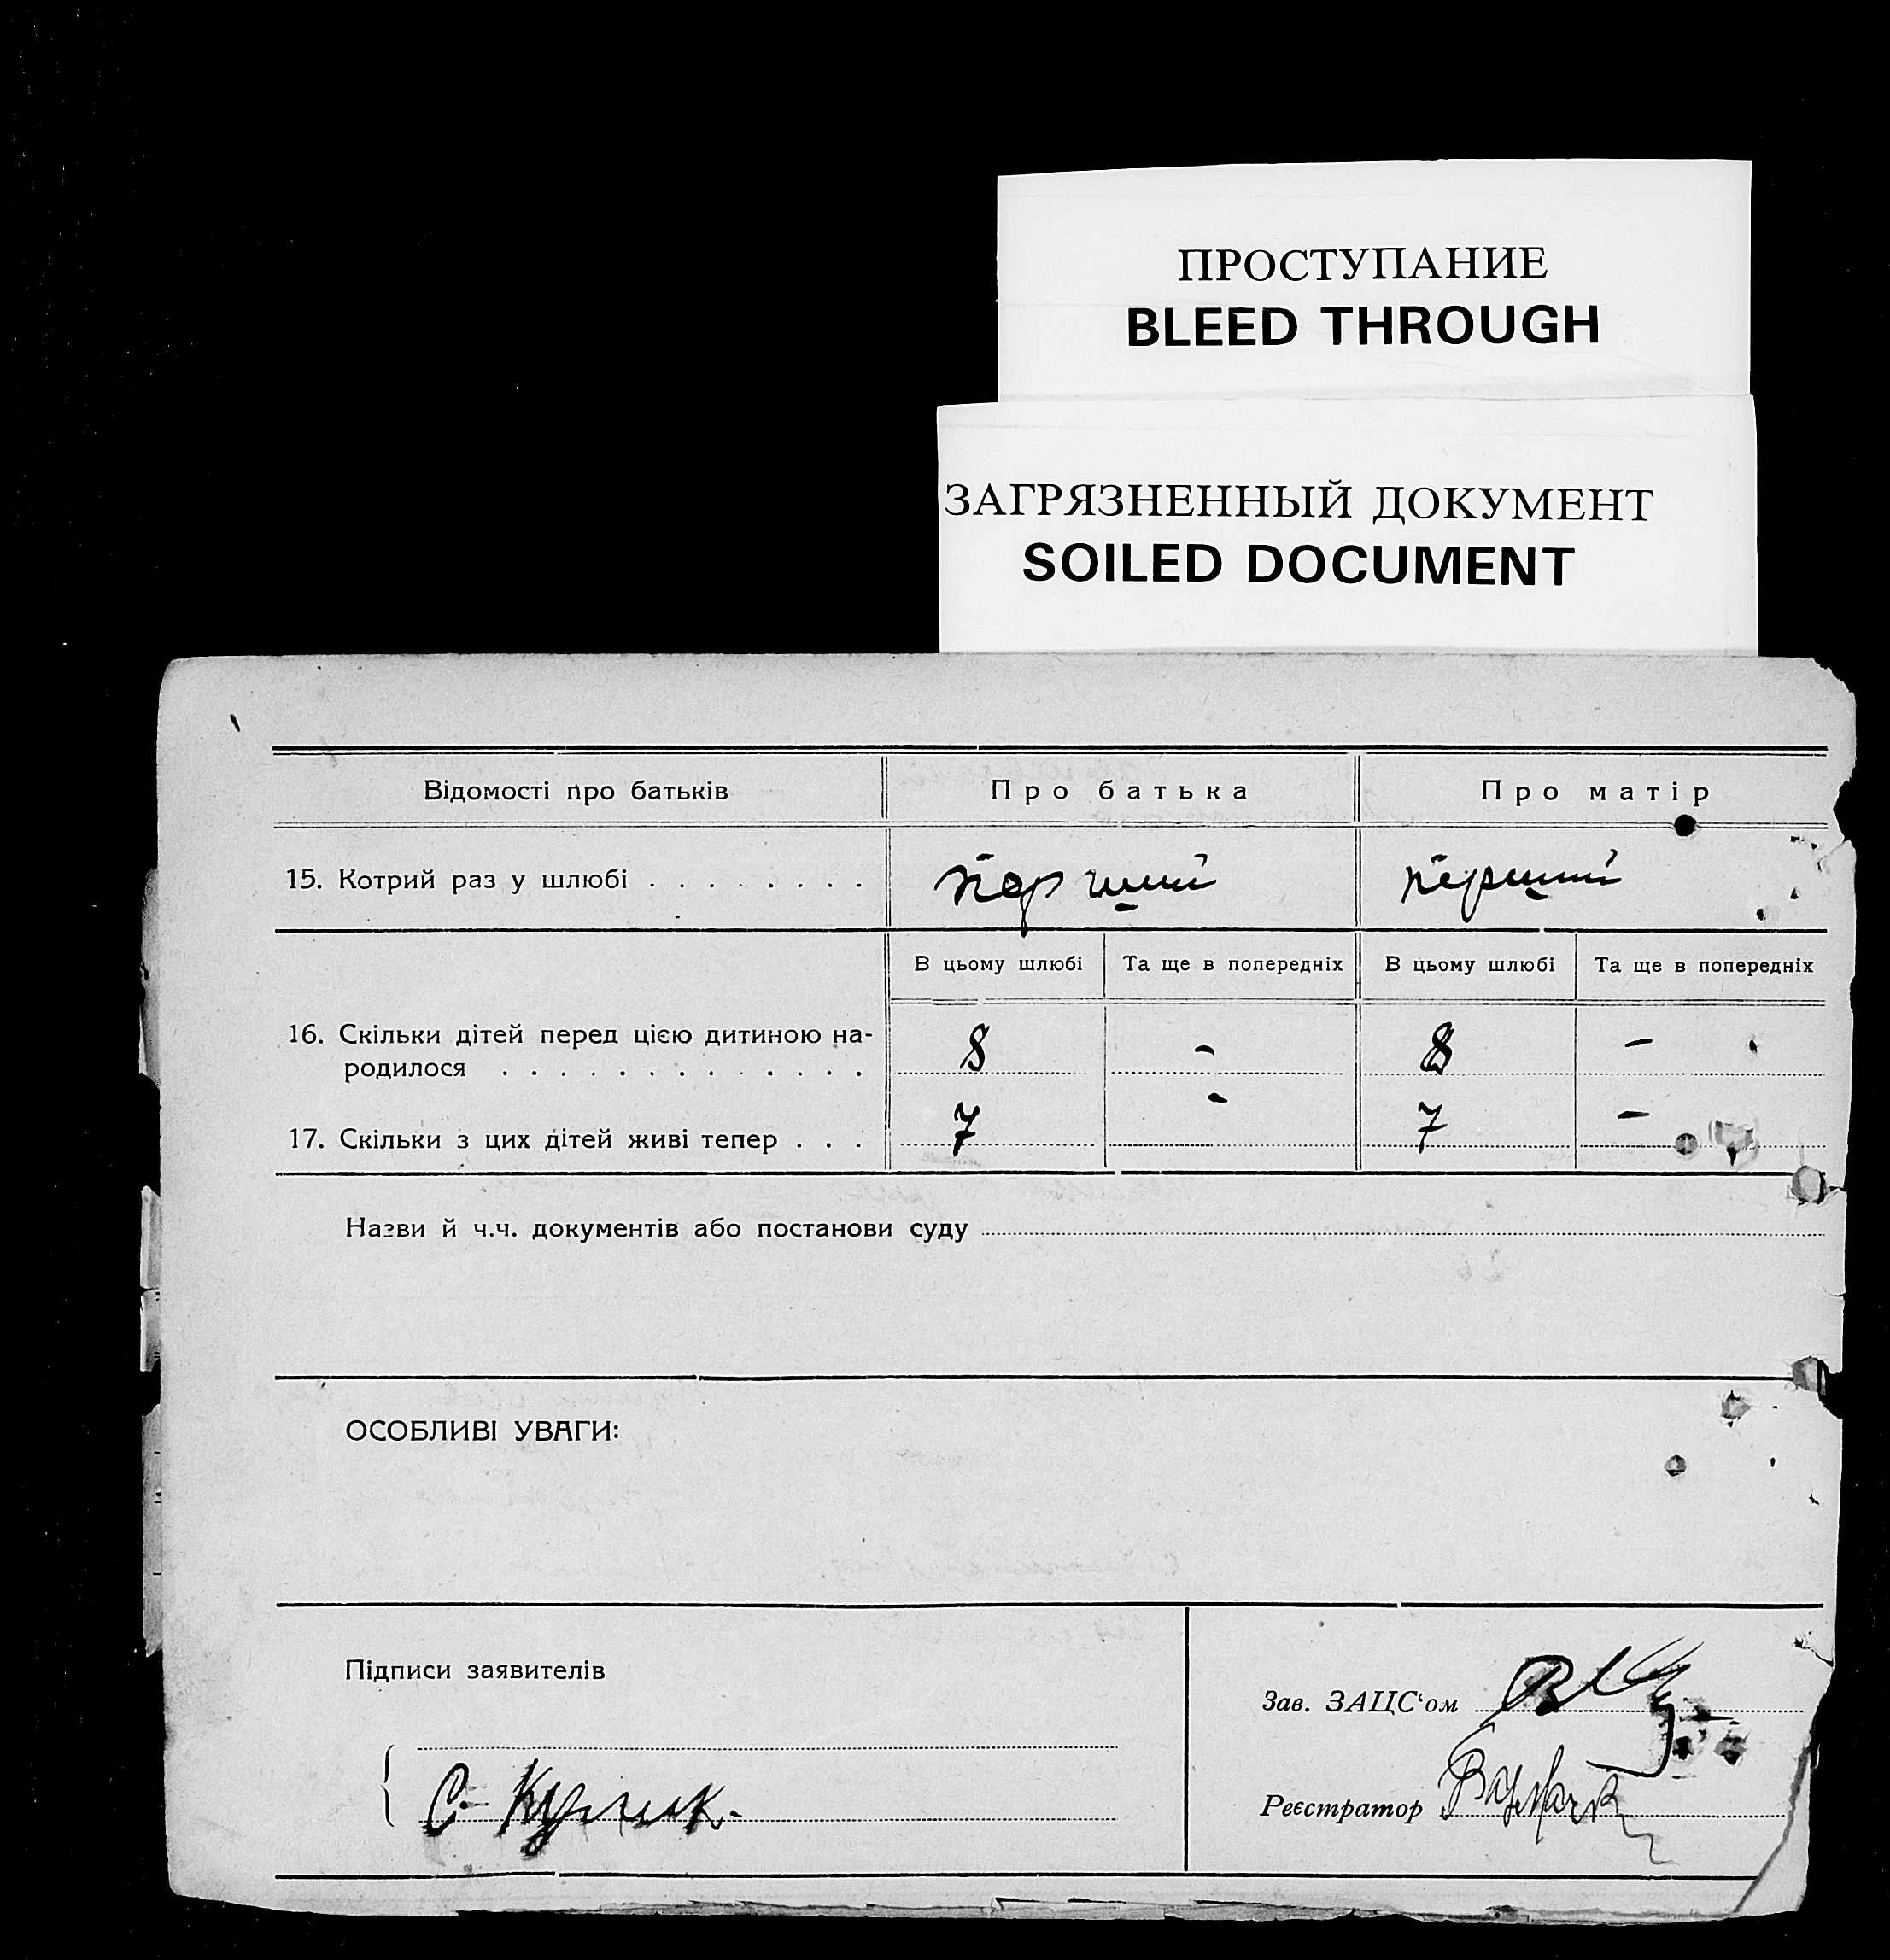 ПРОСТУПАНИЕ
BLEED THROUGH
ЗАГРЯЗНЕННЫЙ ДОКУМЕНТ
SOILED DOCUMENT
Відомості про батьків Про батька Про матір
15. Котрий раз у шлюбі . . . . . . . . перший перший
В цьому шлюбі Та ще в попередніх В цьому шлюбі Та ще в попередніх
16. Скільки дітей перед цією дитиною на-
родилося . . . . . . . . . . . . . 8 - 8 -
17. Скільки з цих дітей живі тепер . . . 7 - 7 -
Назви й ч.ч. документів або постанови суду
ОСОБЛИВІ УВАГИ:
Підписи заявителів
Зав. ЗАЦС‘ом
С.
Реєстратор